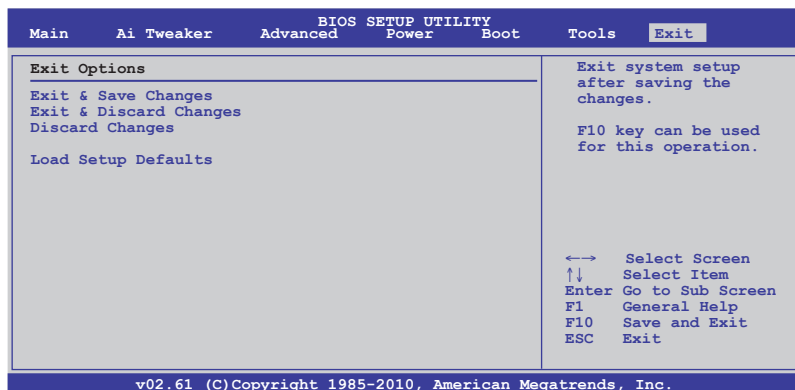 BIOS SETUP UTILITY
Main Ai Tweaker Advanced Power Boot Tools Exit
Exit Options
Exit & Save Changes
Exit & Discard Changes
Discard Changes
Load Setup Defaults
Exit system setup
after saving the
changes.
F10 key can be used
for this operation.
←→ Select Screen
↑↓ Select Item
Enter Go to Sub Screen
F1 General Help
F10 Save and Exit
ESC Exit
v02.61 (C)Copyright 1985-2010, American Megatrends, Inc.